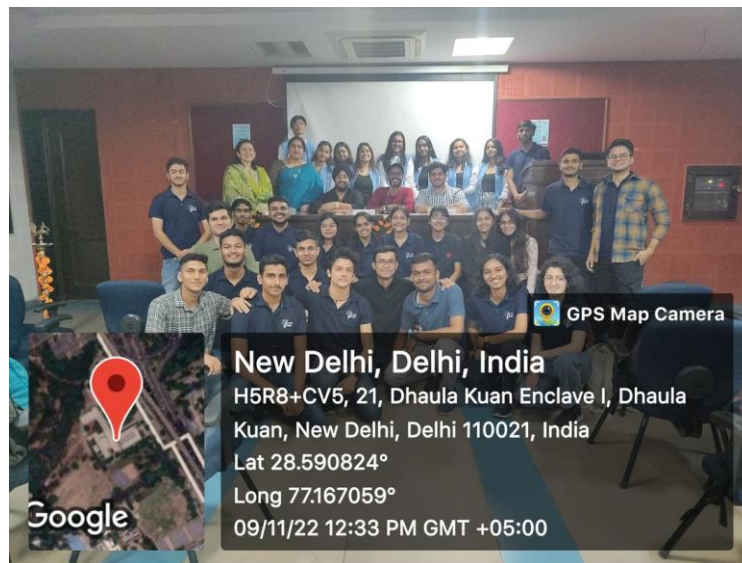 GPS Map Camera
New Delhi, Delhi, India
H5R8+CV5, 21, Dhaula Kuan Enclave I, Dhaula
Kuan, New Delhi, Delhi 110021, India
Lat 28.590824°
Long 77.167059°
09/11/22 12:33 PM GMT +05:00
Google